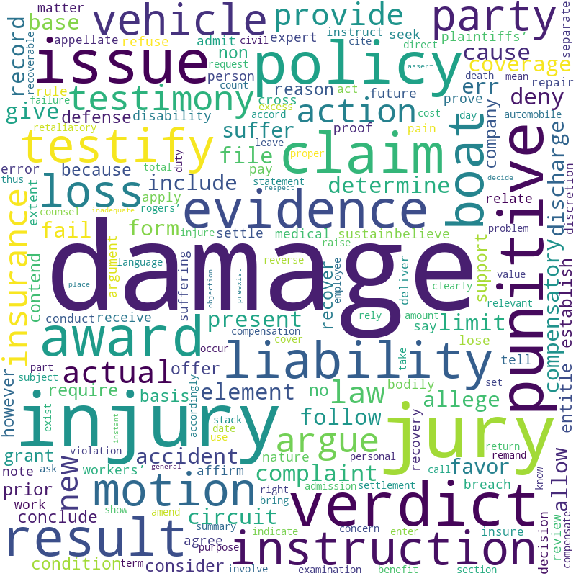 vehicle
provide
party
matter
base
appellate
refuse
admit
civil
expert
instruct
cite
seek
direct
plaintiffs'
separate
record
recoverable
issue
policy
cause
coverage
non
request
person
count
reason
future
assert
death
mean
repair
testimony
action
err
deny
give
rule
failure
retaliatory
defense
disability
cross
act
accord
prove
excess
cost
pain
day
company
automobile
testify
claim
boat
suffer
proof
leave
proper
duty
error
because
total
file
pay
statement
respect
determine
relate
discretion
discharge
thus
extent
counsel
loss
include
apply
rogers'
injure
settle
medical
sustain
believe
problem
insurance
fail
form
evidence
language
raise
reverse
employee
deliver
clearly
support
value
relevant
establish
contend
argument
suffering
place
objection
recover
punitive
compensatory
entitle
damage
conduct
receive
present
compensation
cover
occur
rely
amount
say
limit
lose
tell
award
however
part
subject
actual
offer
liability
take
set
require
basis
element
no
law
bodily
allege
exist
violation
accordingly
stack
date
use
follow
recovery
grant
note
ask
workers'
injury
accident
nature
argue
personal
jury
return
remand
favor
breach
allow
prior
work
show
general
new
affirm
right
bring
complaint
admission
settlement
call
know
conclude
amend
motion
circuit
summary
indicate
concern
enter
verdict
insure
decision
review
compensate
result
condition
term
consider
agree
purpose
involve
examination
benefit
instruction
section